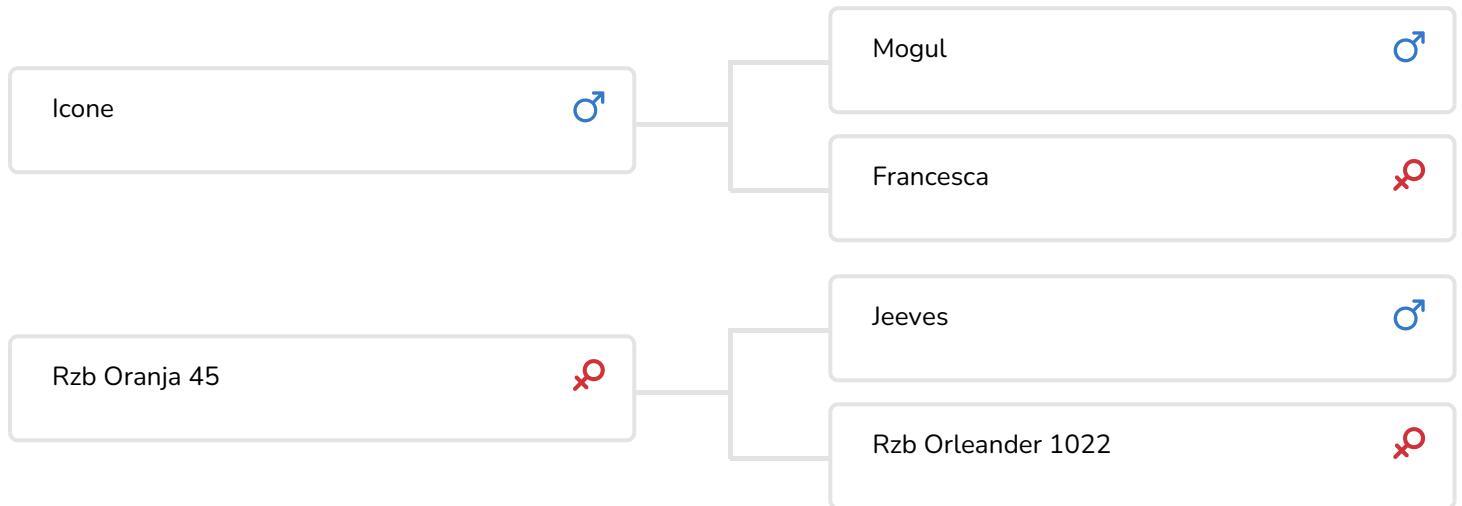 Mogul
Icone
Francesca
Jeeves
Rzb Oranja 45
Rzb Orleander 1022